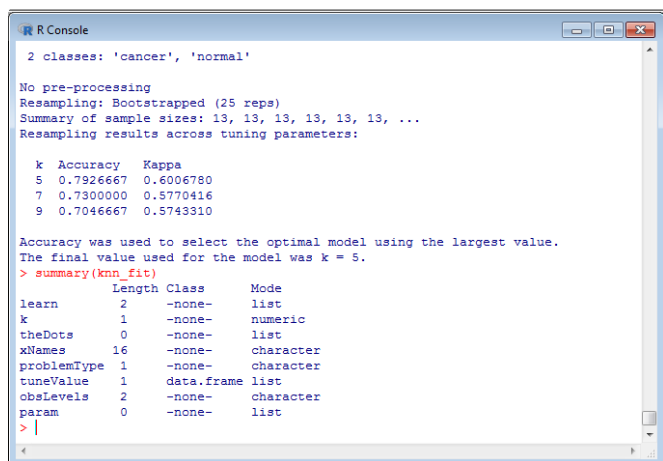 R Console
2 classes: 'cancer', 'normal'
No pre-processing
Resampling: Bootstrapped (25 reps)
Summary of sample sizes: 13, 13, 13, 13, 13, 13, ...
Resampling results across tuning parameters:
k Accuracy Kappa
5 0.7926667 0.6006780
7 0.7300000 0.5770416
9 0.7046667 0.5743310
Accuracy was used to select the optimal model using the largest value.
The final value used for the model was k = 5.
> summary(knn_fit)
Length Class Mode
learn 2 -none- list
k 1 -none- numeric
theDots 0 -none- list
xNames 16 -none- character
problemType 1 -none- character
tuneValue 1 data.frame list
obsLevels 2 -none- character
param 0 -none- list
>